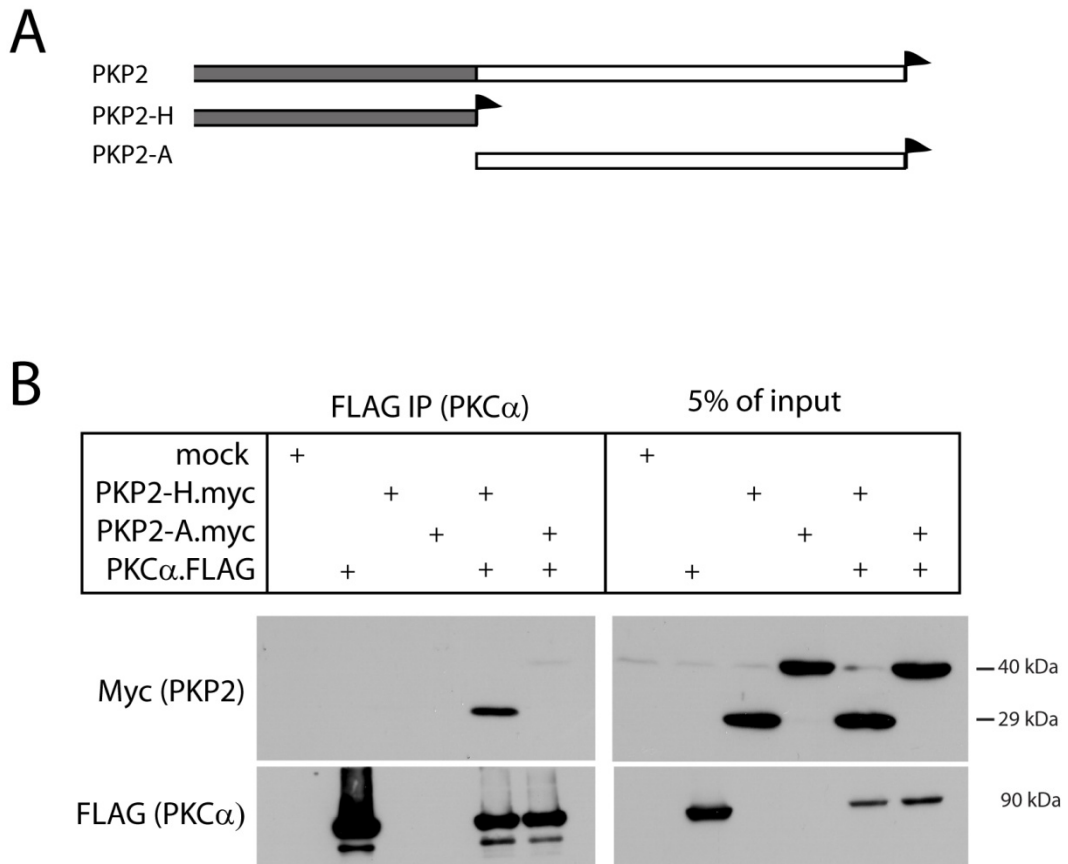 A
PKP2
PKP2-H
PKP2-A
B
FLAG IP (PKCα) 5% of input
mock + +
PKP2-H.myc + + + +
PKP2-A.myc + + + +
PKCα.FLAG + + + + + +
Myc (PKP2)
40 kDa
29 kDa
FLAG (PKCα)
90 kDa